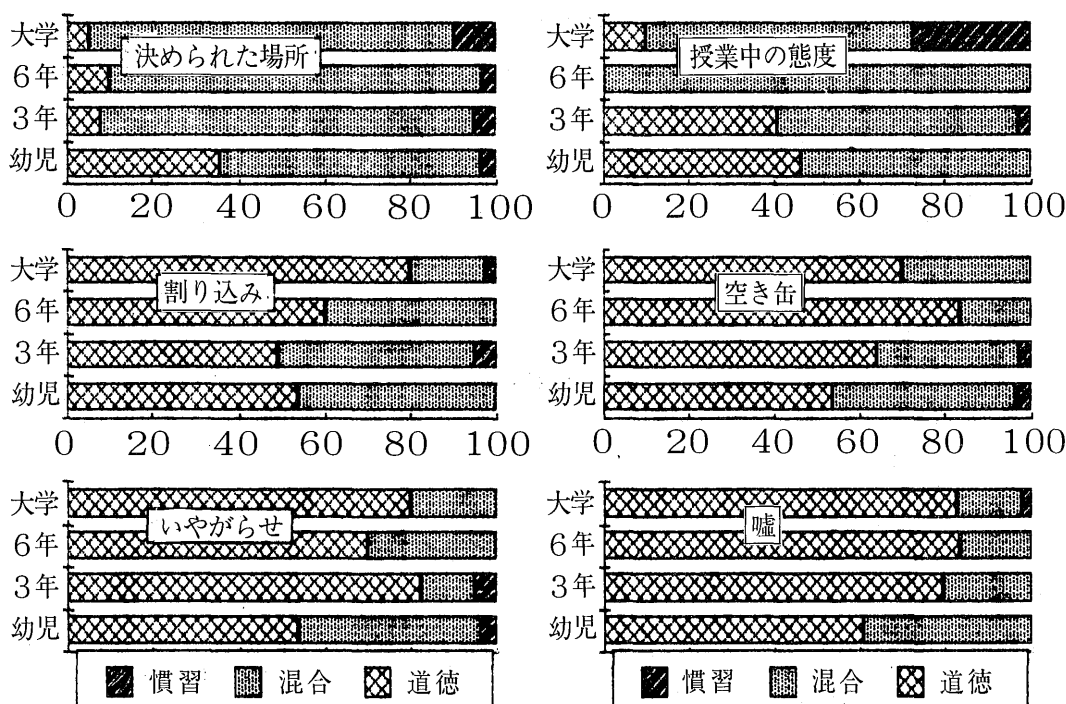 決められた場所
大学
6年
3年
幼児
0 20 40 60 80 100
授業中の態度
大学
6年
3年
幼児
0 20 40 60 80 100
割り込み
大学
6年
3年
幼児
0 20 40 60 80 100
空き缶
大学
6年
3年
幼児
0 20 40 60 80 100
いやがらせ
大学
6年
3年
幼児
慣習 混合 道徳
嘘
大学
6年
3年
幼児
慣習 混合 道徳